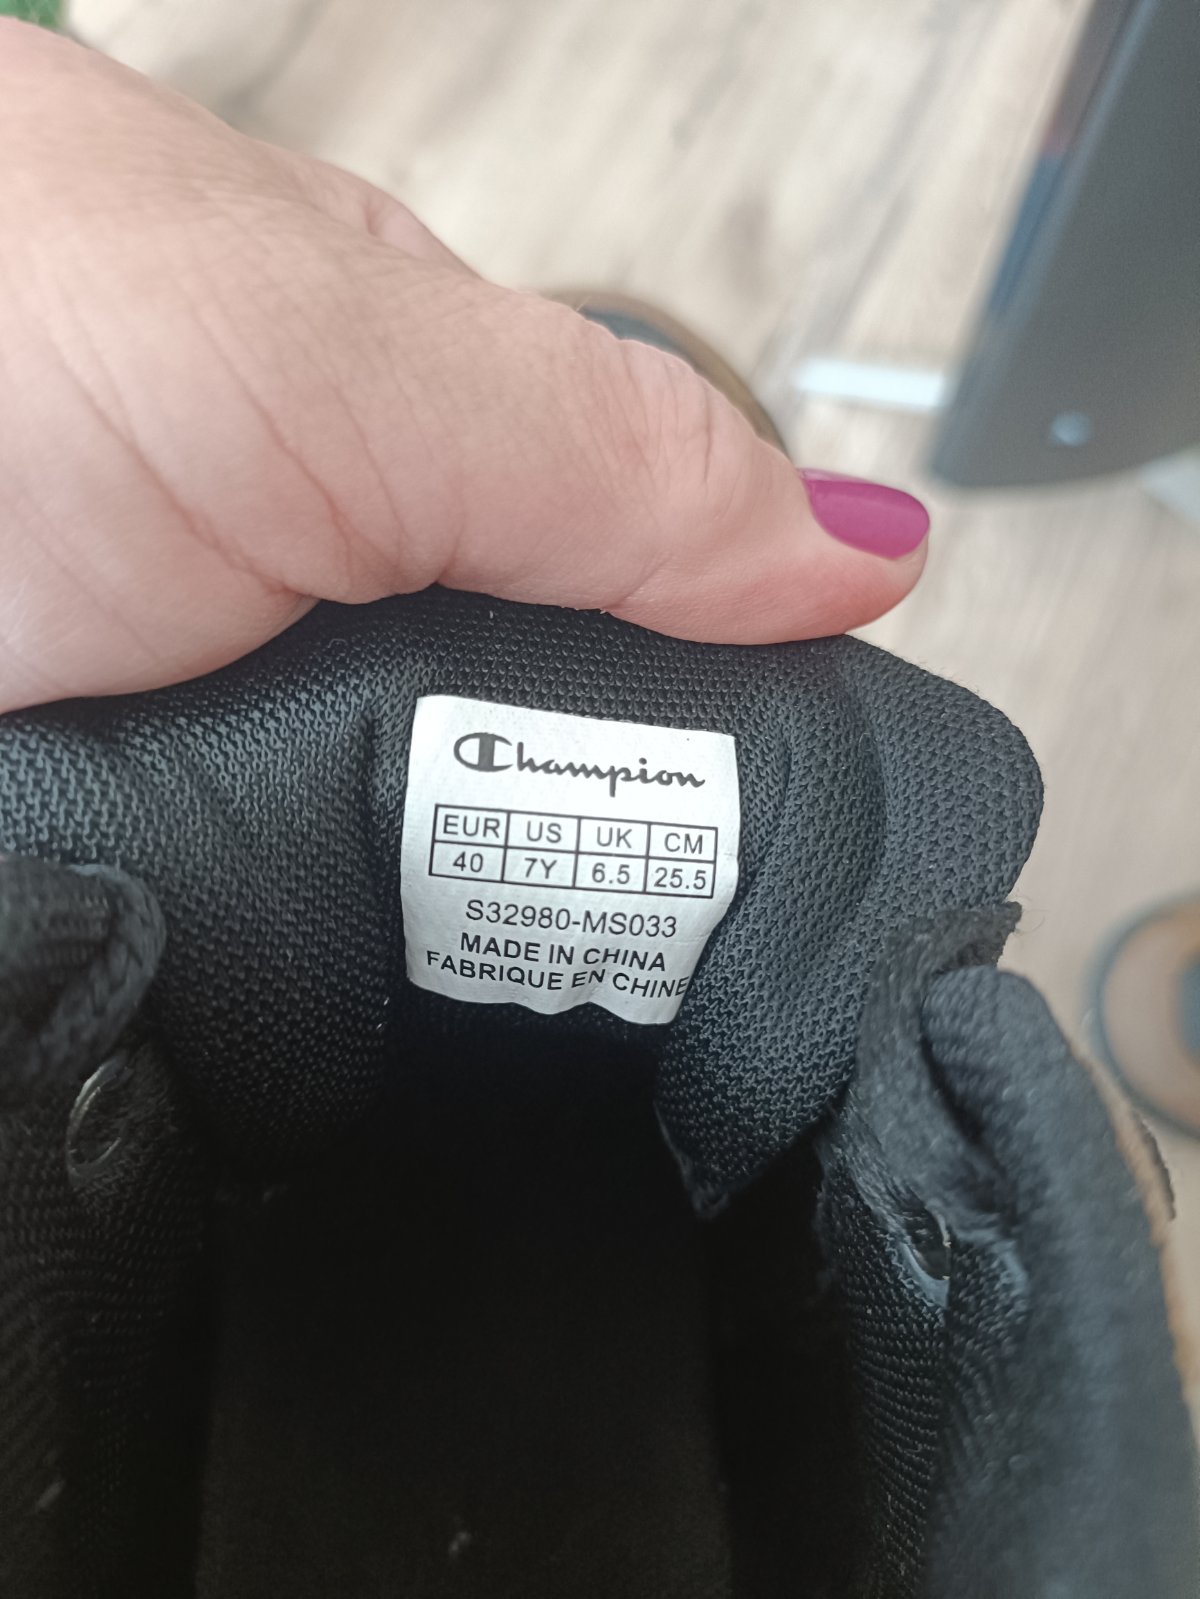 Champion
EUR US UK CM
40 7Y 6.5 25.5
S32980-MS033
MADE IN CHINA
FABRIQUE EN CHINE